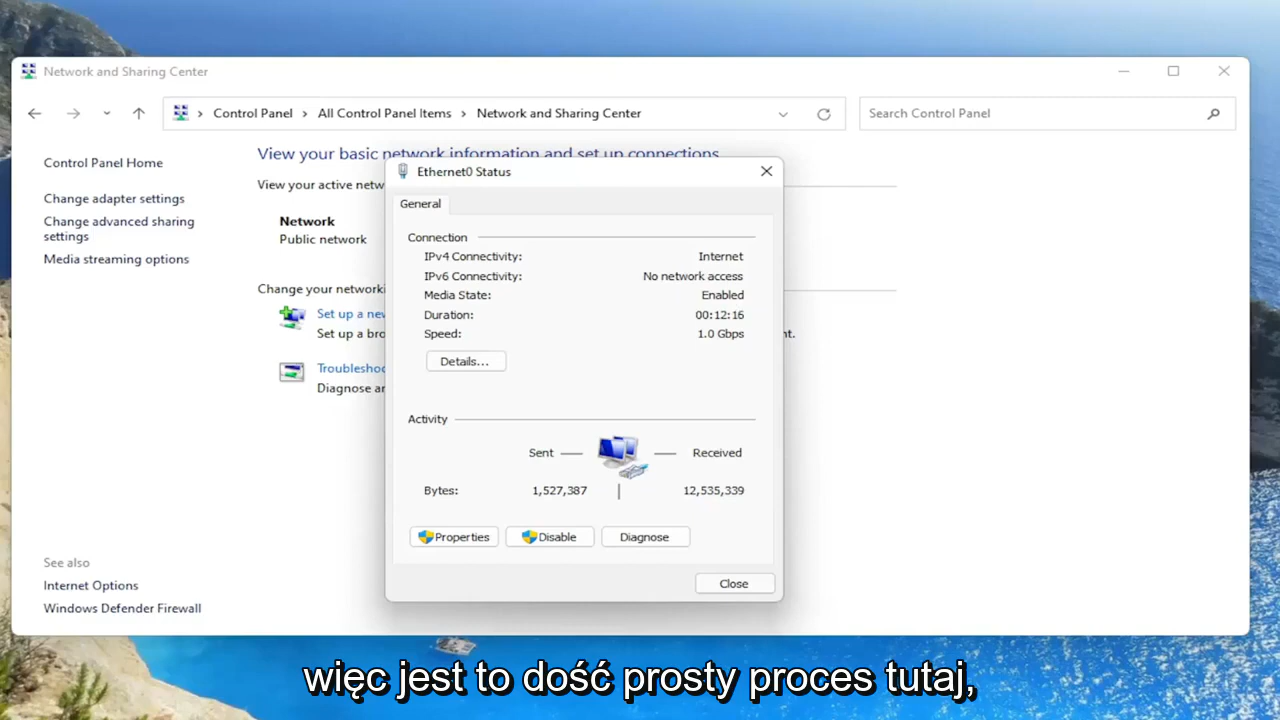 Network and Sharing Center
Control Panel > All Control Panel Items > Network and Sharing Center
Search Control Panel
Control Panel Home
Change adapter settings
Change advanced sharing
settings
Media streaming options
See also
Internet Options
Windows Defender Firewall
View your basic network information and set up connections
View your active netw
Network
Public network
Change your networki
Set up a new
Set up a bro
nt.
Troubleshoo
Diagnose an
Ethernet0 Status
General
Connection
IPv4 Connectivity: Internet
IPv6 Connectivity: No network access
Media State: Enabled
Duration: 00:12:16
Speed: 1.0 Gbps
Details...
Activity
Sent Received
Bytes: 1,527,387 12,535,339
Properties Disable Diagnose
Close
więc jest to dość prosty proces tutaj,